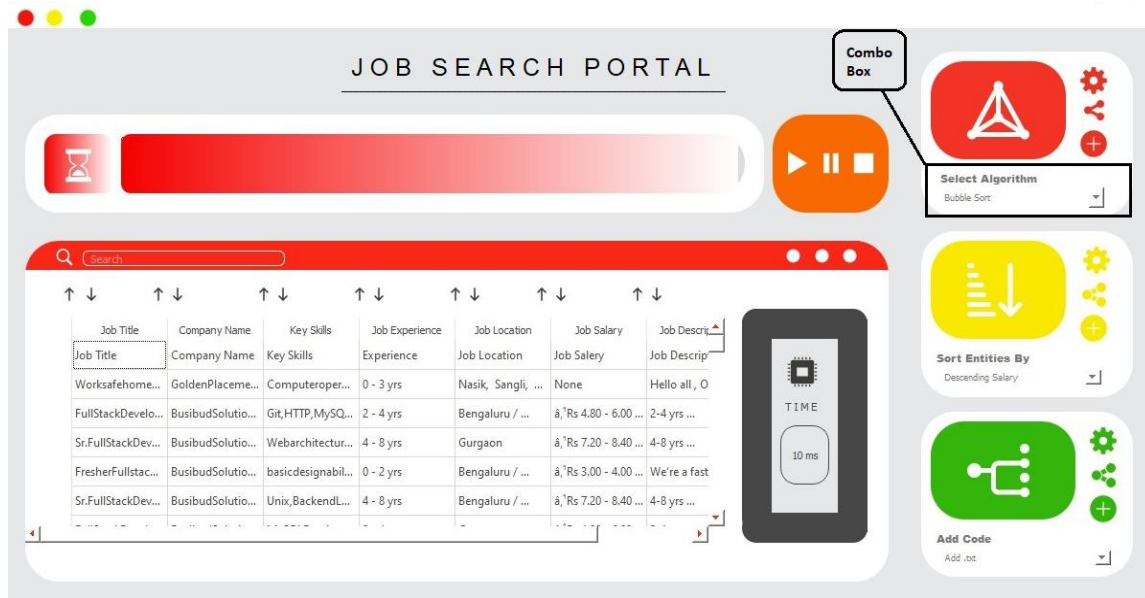 JOB SEARCH PORTAL
Combo
Box
Select Algorithm
Bubble Sort
Search
Job Title Company Name Key Skills Job Experience Job Location Job Salary Job Descrip
Job Title Company Name Key Skills Experience Job Location Job Salery Job Descrip
Worksafehome... GoldenPlaceme... Computeroper... 0 - 3 yrs Nasik, Sangli, ... None Hello all , O
FullStackDevelo... BusibudSolutio... Git,HTTP,MySQ... 2 - 4 yrs Bengaluru / ... â,¹Rs 4.80 - 6.00 ... 2-4 yrs ...
Sr.FullStackDev... BusibudSolutio... Webarchitectur... 4 - 8 yrs Gurgaon â,¹Rs 7.20 - 8.40 ... 4-8 yrs ...
FresherFullstac... BusibudSolutio... basicdesignabil... 0 - 2 yrs Bengaluru / ... â,¹Rs 3.00 - 4.00 ... We're a fast
Sr.FullStackDev... BusibudSolutio... Unix,BackendL... 4 - 8 yrs Bengaluru / ... â,¹Rs 7.20 - 8.40 ... 4-8 yrs ...
TIME
10 ms
Sort Entities By
Descending Salary
Add Code
Add .txt